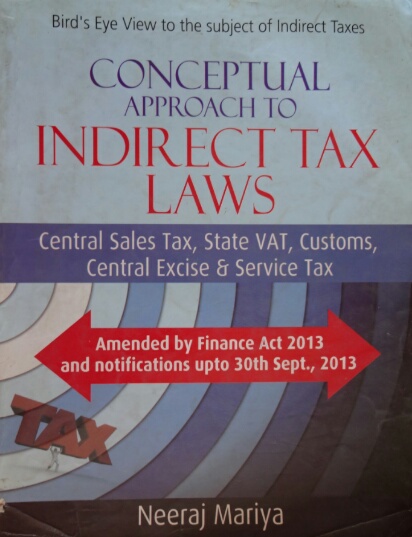 Bird's Eye View to the subject of Indirect Taxes
CONCEPTUAL
APPROACH TO
INDIRECT TAX
LAWS
Central Sales Tax, State VAT, Customs,
Central Excise & Service Tax
Amended by Finance Act 2013
and notifications upto 30th Sept., 2013
TAX
Neeraj Mariya